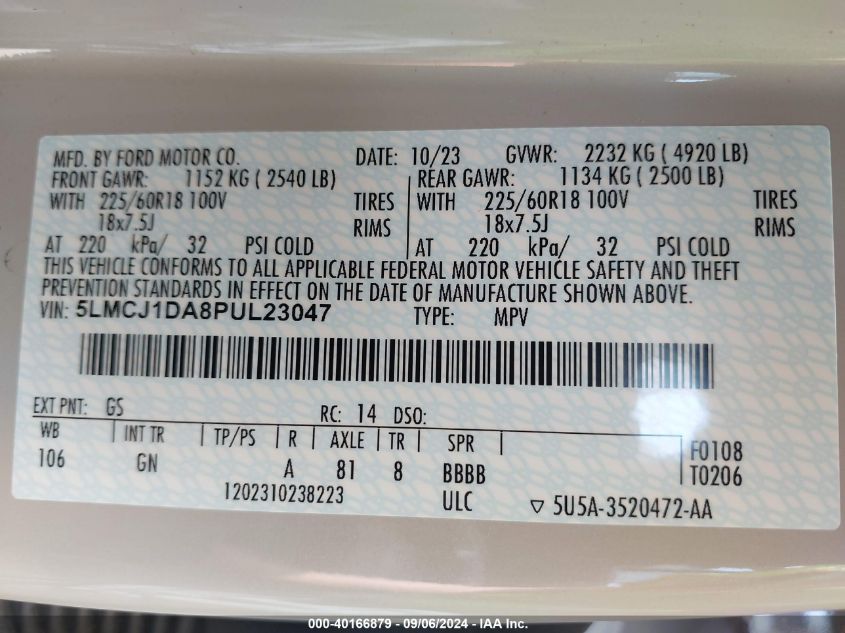 MFD. BY FORD MOTOR CO. DATE: 10/23 GVWR: 2232 KG ( 4920 LB)
FRONT GAWR: 1152 KG ( 2540 LB) REAR GAWR: 1134 KG ( 2500 LB)
WITH 225/60R18 100V TIRES WITH 225/60R18 100V TIRES
18x7.5J RIMS 18x7.5J RIMS
AT 220 kPa/ 32 PSI COLD AT 220 kPa/ 32 PSI COLD
THIS VEHICLE CONFORMS TO ALL APPLICABLE FEDERAL MOTOR VEHICLE SAFETY AND THEFT
PREVENTION STANDARDS IN EFFECT ON THE DATE OF MANUFACTURE SHOWN ABOVE.
VIN: 5LMCJ1DA8PUL23047 TYPE: MPV
EXT PNT: GS RC: 14 DSO:
WB INT TR TP/PS R AXLE TR SPR F0108
106 GN A 81 8 BBBB T0206
1202310238223 ULC ▽ 5U5A-3520472-AA
000-40166879 - 09/06/2024 - IAA Inc.